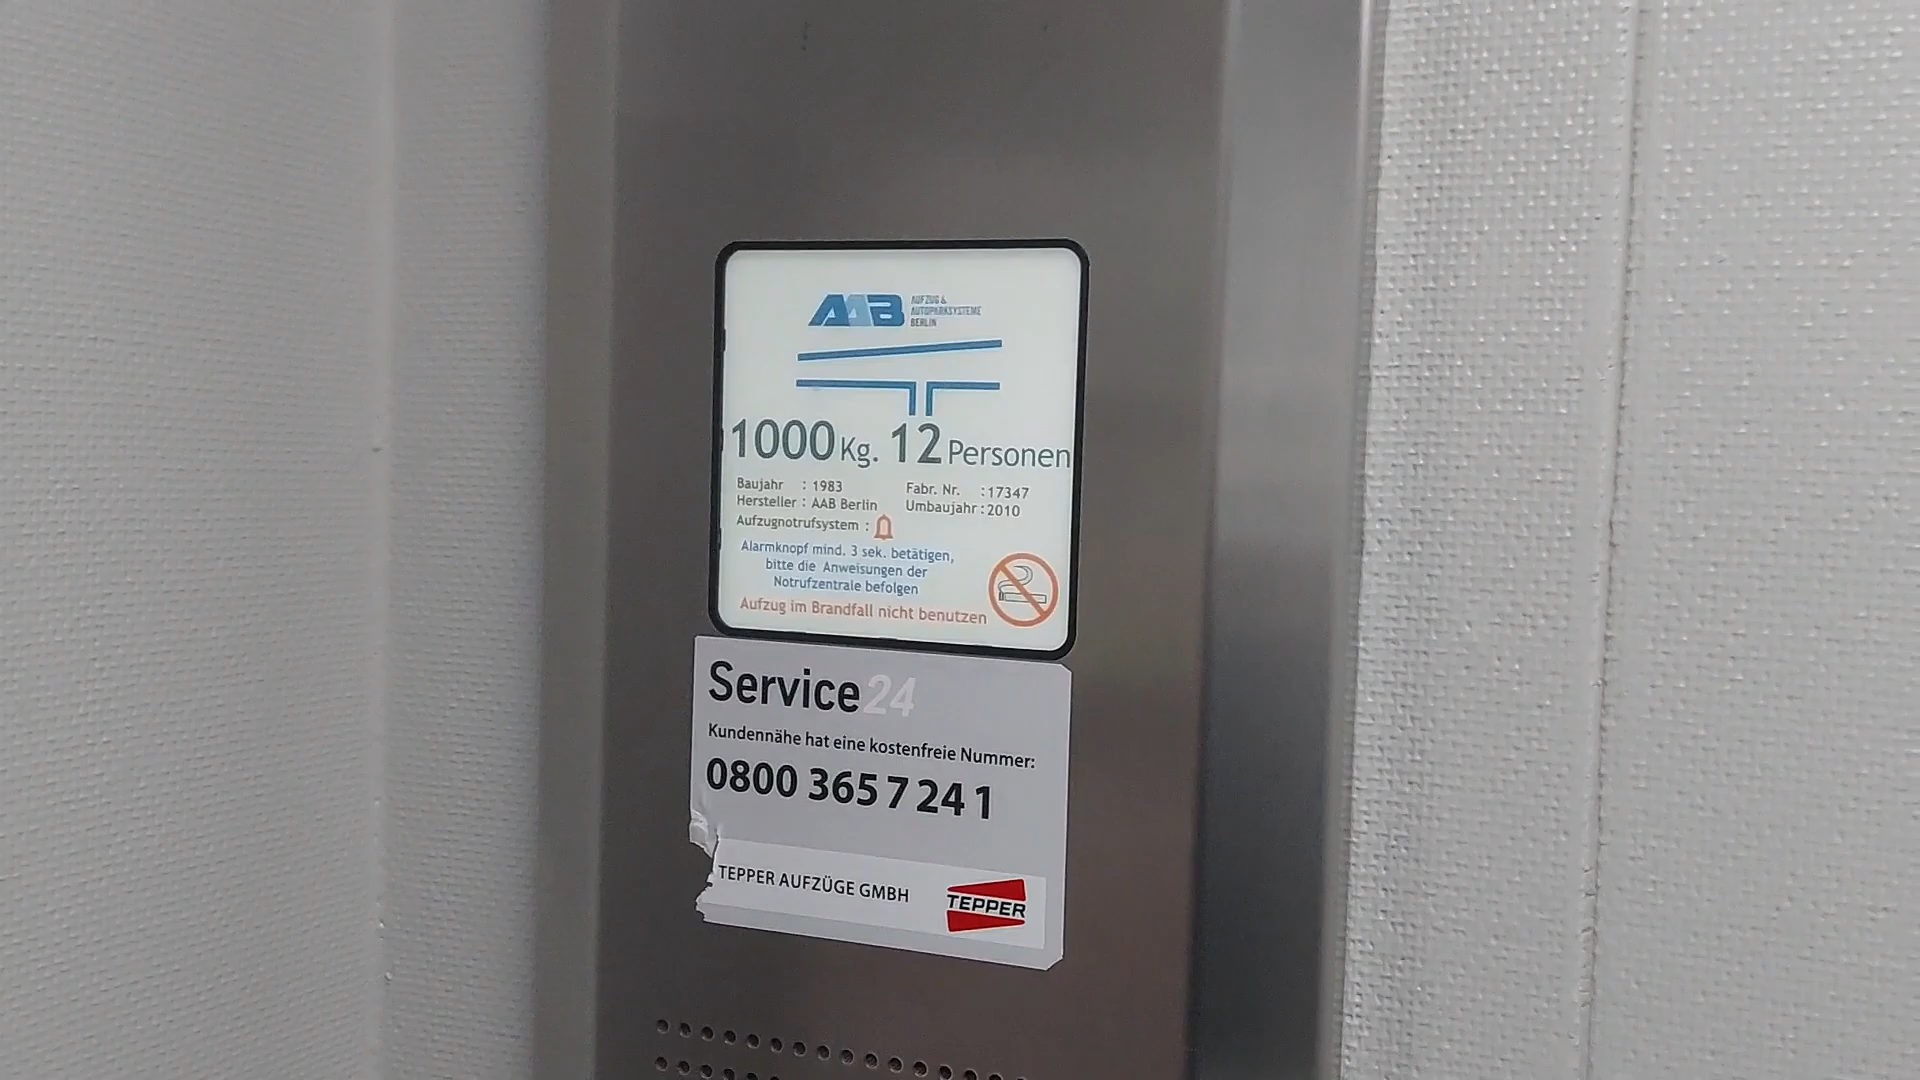 AAB AUFZUG &
AUTOPARKSYSTEME
BERLIN
1000 Kg. 12 Personen
Baujahr : 1983 Fabr. Nr. :17347
Hersteller : AAB Berlin Umbaujahr : 2010
Aufzugnotrufsystem :
Alarmknopf mind. 3 sek. betätigen,
bitte die Anweisungen der
Notrufzentrale befolgen
Aufzug im Brandfall nicht benutzen
Service24
Kundennähe hat eine kostenfreie Nummer:
0800 365 7 24 1
TEPPER AUFZÜGE GMBH
TEPPER